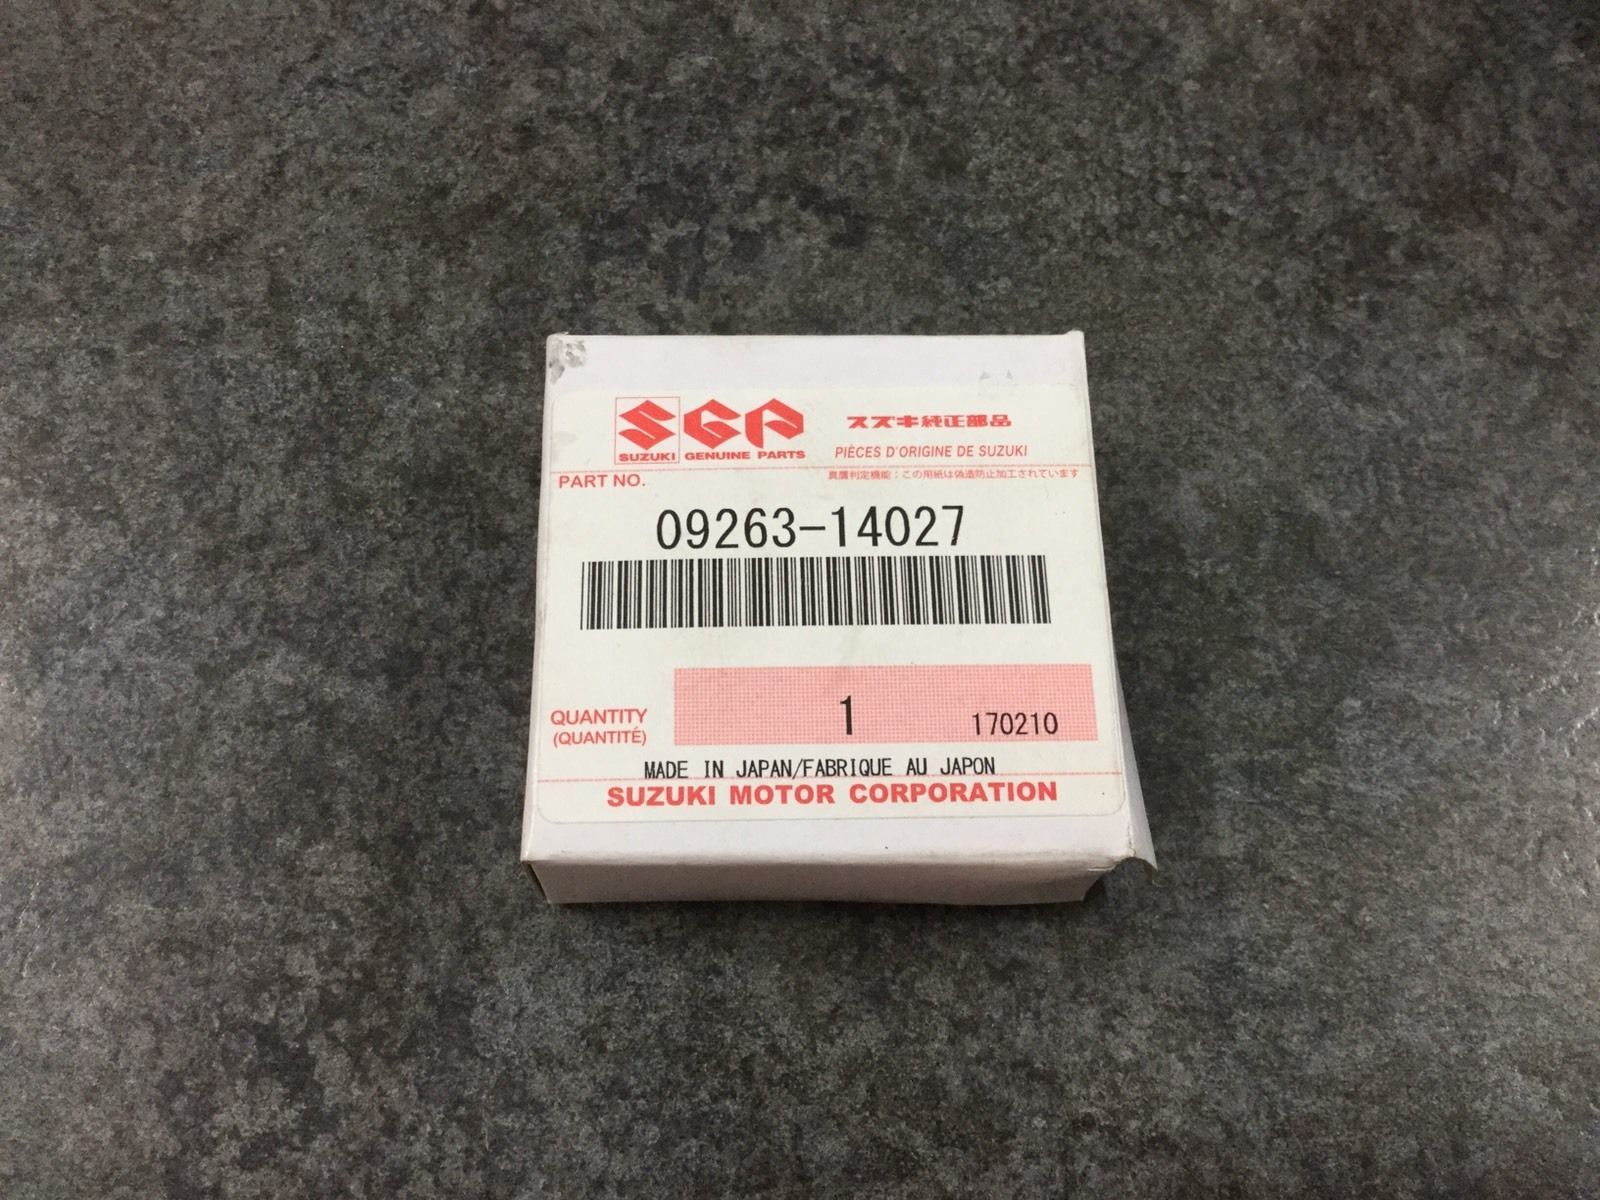 SGP スズキ純正部品
SUZUKI GENUINE PARTS PIÈCES D'ORIGINE DE SUZUKI
PART NO. 真贋判定機能：この用紙は偽造防止加工されています
09263-14027
QUANTITY 1 170210
(QUANTITÉ)
MADE IN JAPAN/FABRIQUE AU JAPON
SUZUKI MOTOR CORPORATION